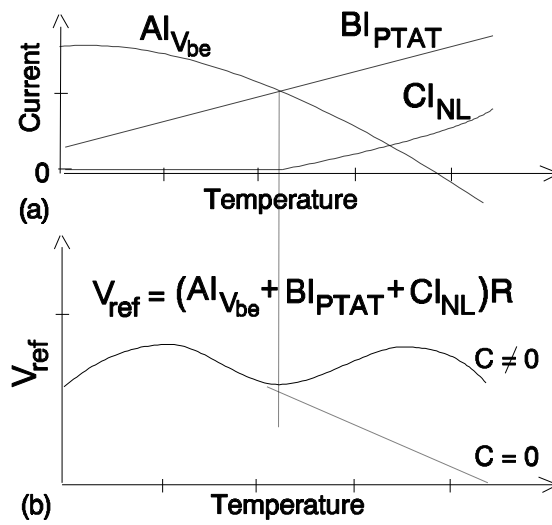 AI_Vbe
BI_PTAT
CI_NL
Current
0
(a)
Temperature
V_ref = (AI_Vbe + BI_PTAT + CI_NL)R
V_ref
C ≠ 0
C = 0
(b)
Temperature